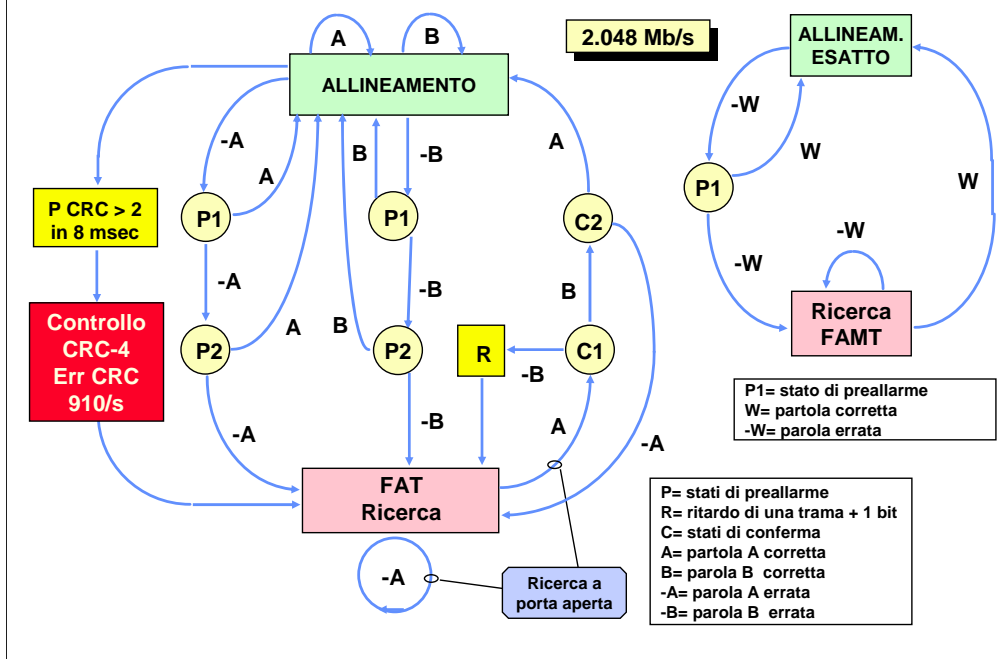 A
B
2.048 Mb/s
ALLINEAM.
ESATTO
ALLINEAMENTO
-W
W
-A
A
B
-B
A
W
P CRC > 2
in 8 msec
P1
P1
C2
P1
-W
-W
-A
-B
B
Controllo
CRC-4
Err CRC
910/s
P2
A
B
P2
R
-B
C1
Ricerca
FAMT
P1= stato di preallarme
W= partola corretta
-W= parola errata
-A
-B
A
-A
FAT
Ricerca
P= stati di preallarme
R= ritardo di una trama + 1 bit
C= stati di conferma
A= partola A corretta
B= parola B corretta
-A= parola A errata
-B= parola B errata
-A
Ricerca a
porta aperta